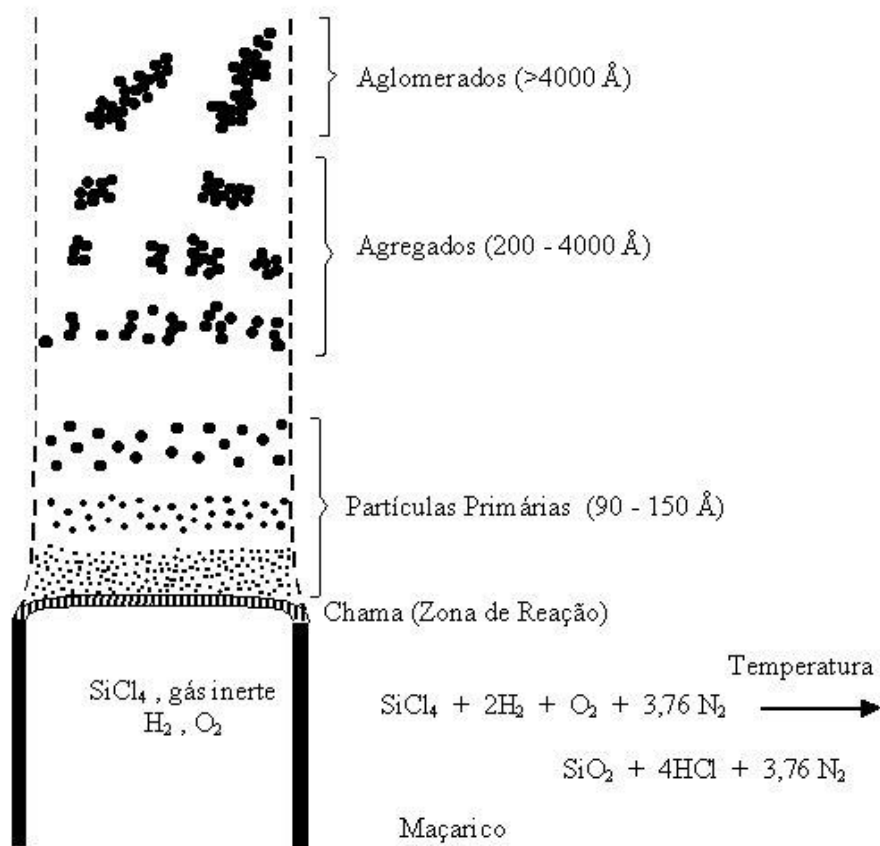 Aglomerados (>4000 Å)
Agregados (200 - 4000 Å)
Partículas Primárias (90 - 150 Å)
Chama (Zona de Reação)
SiCl₄ , gás inerte
H₂ , O₂
Temperatura
SiCl₄ + 2H₂ + O₂ + 3,76 N₂
SiO₂ + 4HCl + 3,76 N₂
Maçarico